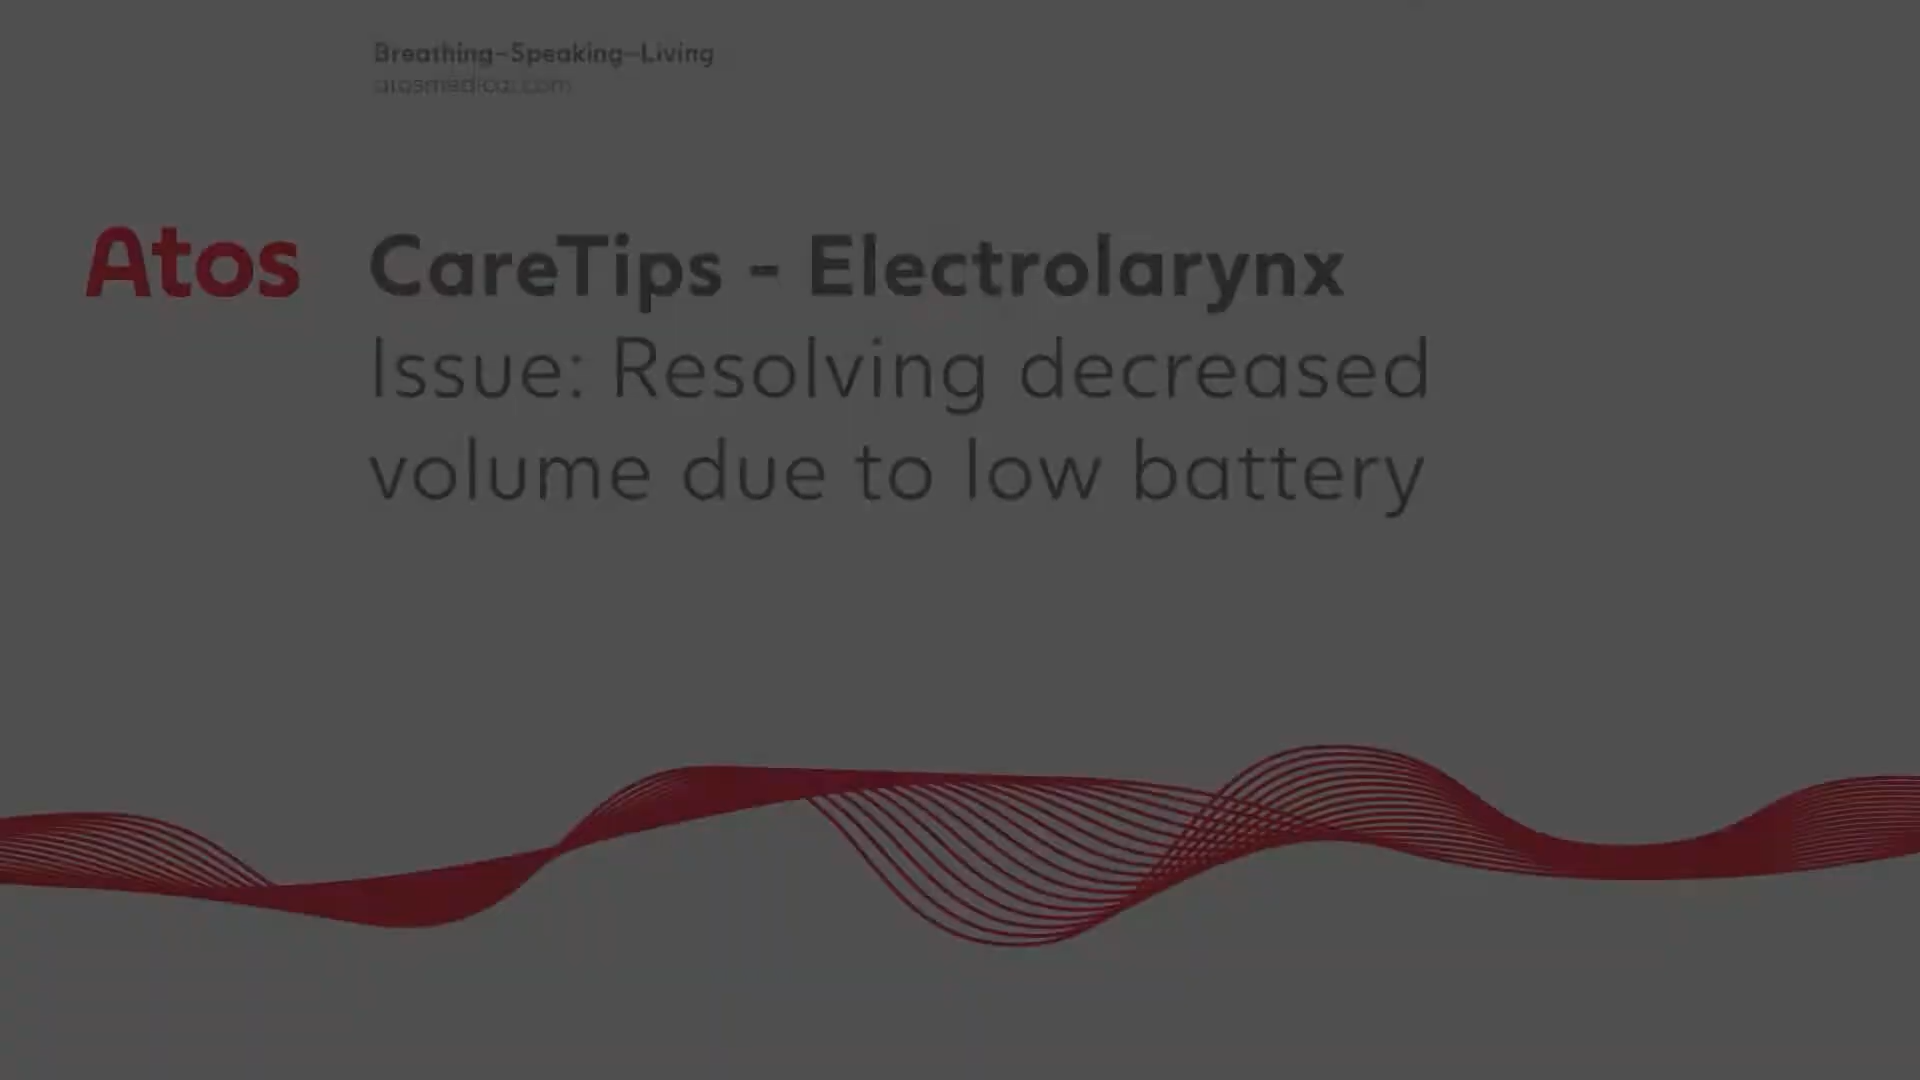 Breathing–Speaking–Living
atosmedical.com
Atos CareTips - Electrolarynx
Issue: Resolving decreased
volume due to low battery